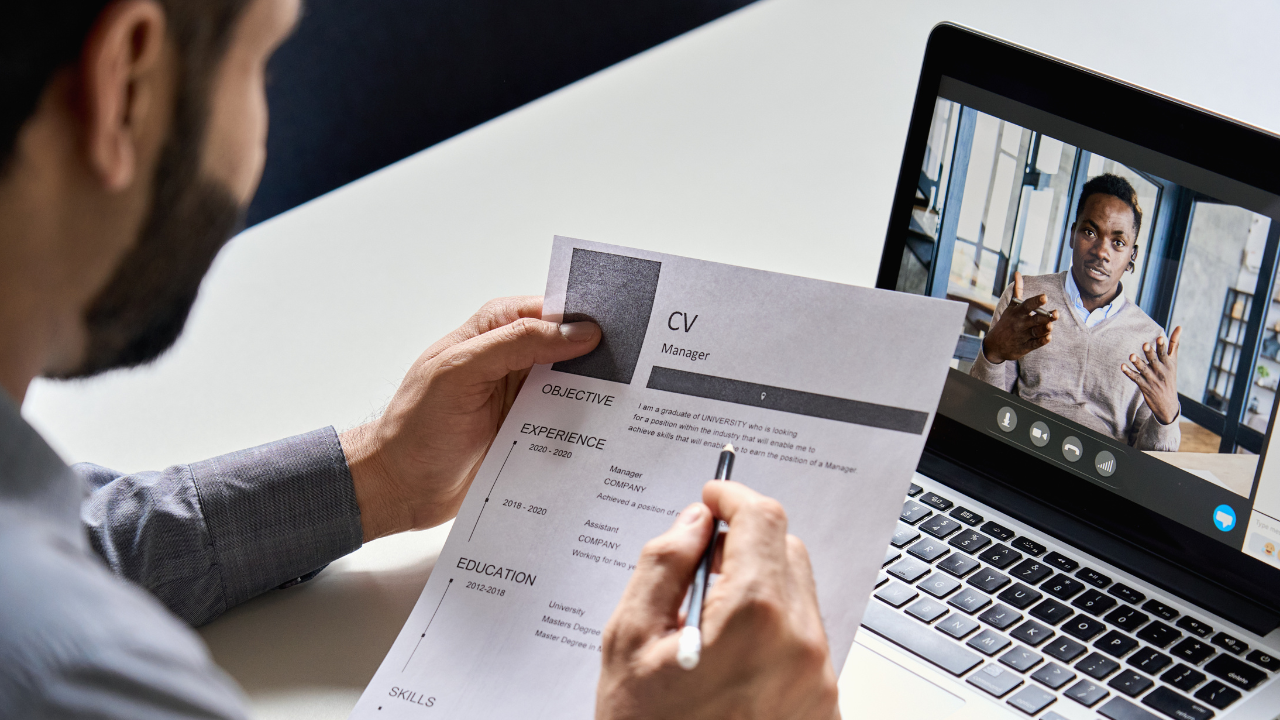 CV
Manager
OBJECTIVE
I am a graduate of UNIVERSITY who is looking
for a position within the industry that will enable me to
achieve skills that will enable me to earn the position of a Manager
EXPERIENCE
2020 - 2020
Manager
COMPANY
Achieved a position of
2018 - 2020
Assistant
COMPANY
Working for two
EDUCATION
2012-2018
University
Masters Degree
Master Degree in
SKILLS
delete